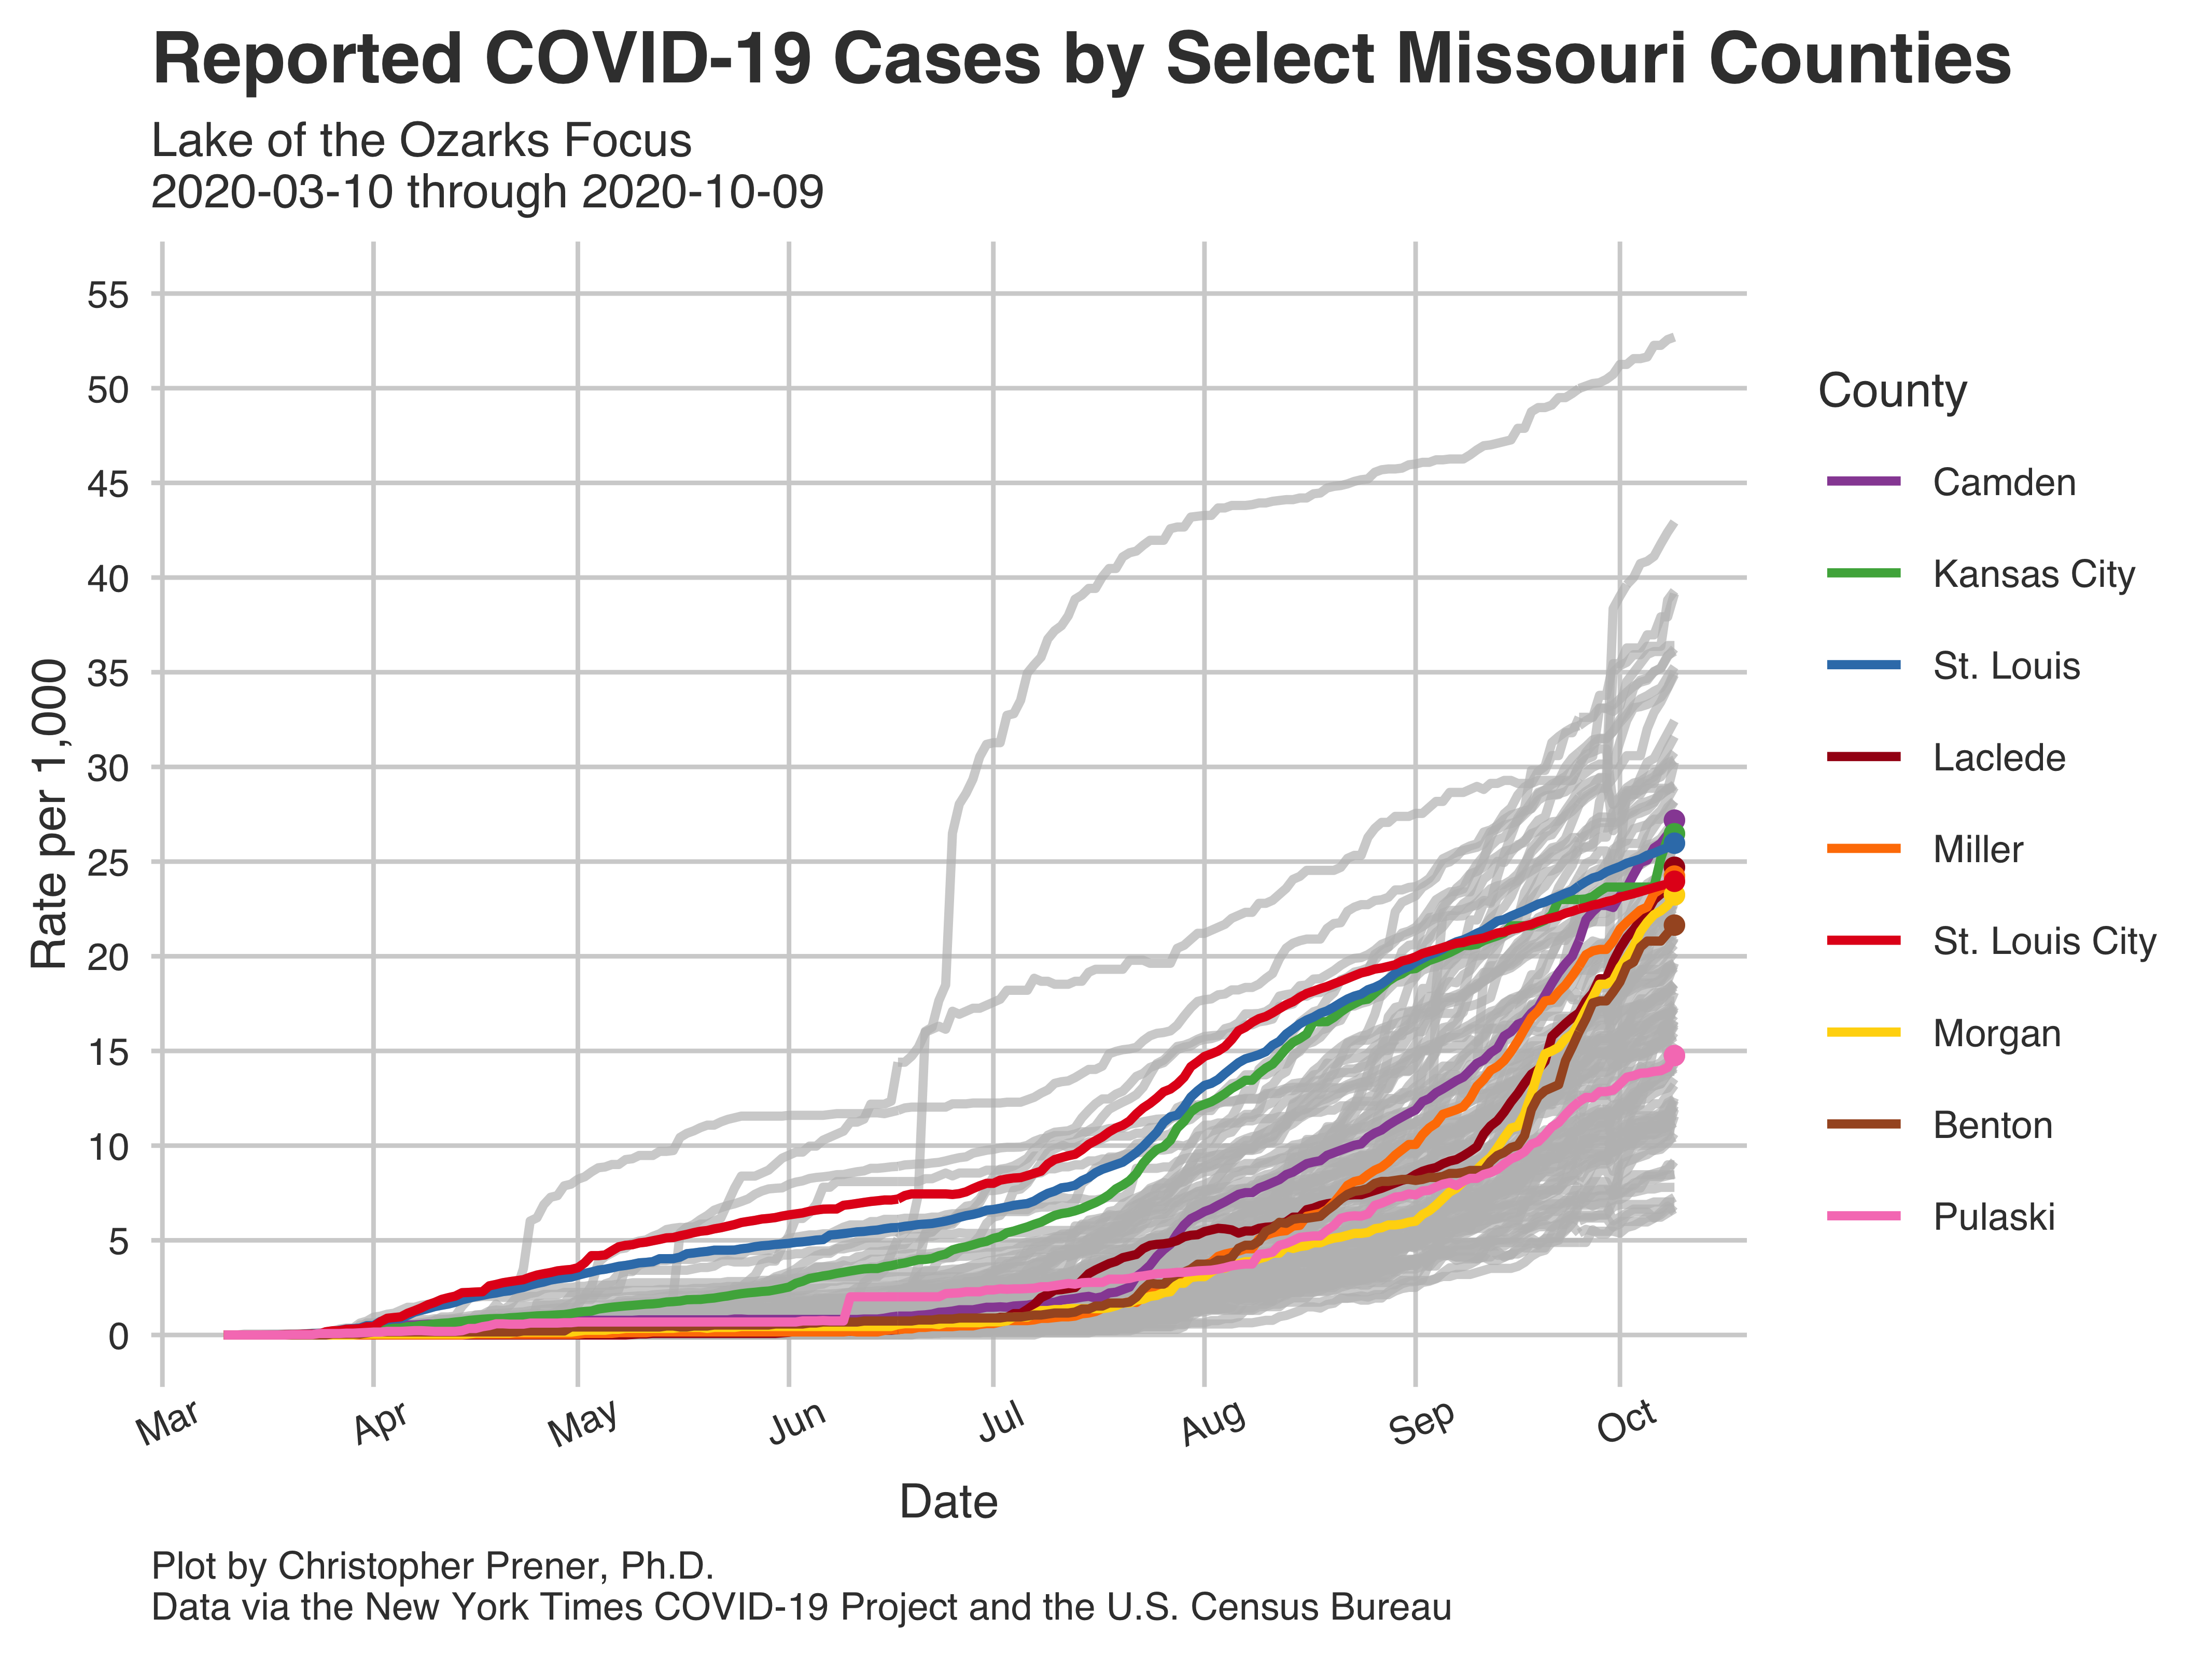 Reported COVID-19 Cases by Select Missouri Counties
Lake of the Ozarks Focus
2020-03-10 through 2020-10-09
55
50
45
40
35
30
25
20
15
10
5
0
Rate per 1,000
Mar
Apr
May
Jun
Jul
Aug
Sep
Oct
Date
County
Camden
Kansas City
St. Louis
Laclede
Miller
St. Louis City
Morgan
Benton
Pulaski
Plot by Christopher Prener, Ph.D.
Data via the New York Times COVID-19 Project and the U.S. Census Bureau